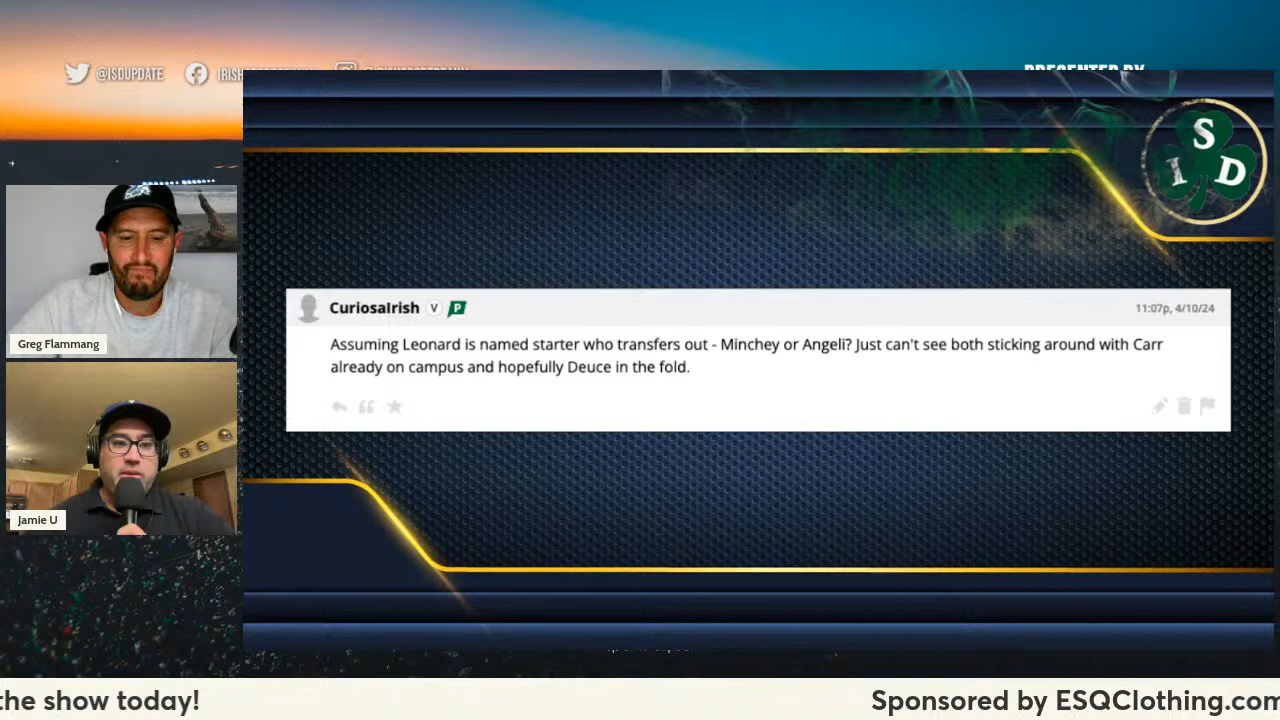 @ISDUPDATE
PRESENTED BY
S
I D
Greg Flammang
CuriosaIrish V P 11:07p, 4/10/24
Assuming Leonard is named starter who transfers out - Minchey or Angeli? Just can't see both sticking around with Carr
already on campus and hopefully Deuce in the fold.
Jamie U
the show today! Sponsored by ESQClothing.com